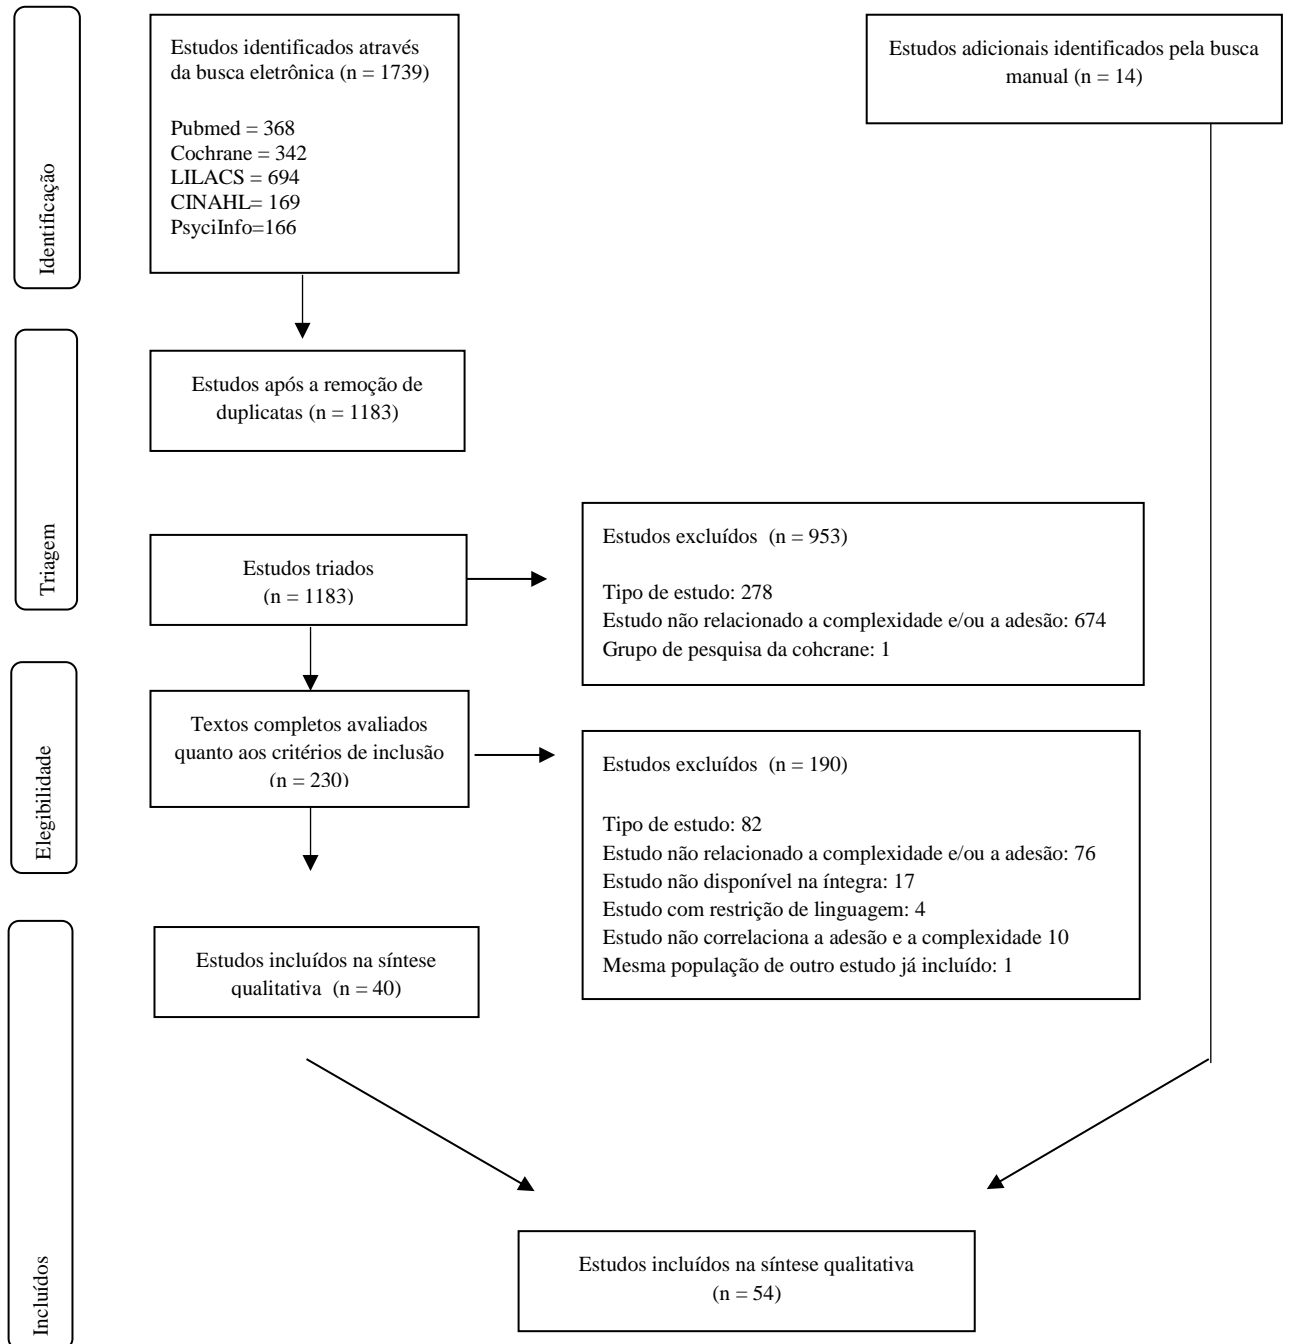 Identificação
Estudos identificados através
da busca eletrônica (n = 1739)
Pubmed = 368
Cochrane = 342
LILACS = 694
CINAHL= 169
PsyciInfo=166
Estudos adicionais identificados pela busca
manual (n = 14)
Triagem
Estudos após a remoção de
duplicatas (n = 1183)
Estudos triados
(n = 1183)
Estudos excluídos  (n = 953)
Tipo de estudo: 278
Estudo não relacionado a complexidade e/ou a adesão: 674
Grupo de pesquisa da cohcrane: 1
Elegibilidade
Textos completos avaliados
quanto aos critérios de inclusão
(n = 230)
Estudos excluídos  (n = 190)
Tipo de estudo: 82
Estudo não relacionado a complexidade e/ou a adesão: 76
Estudo não disponível na íntegra: 17
Estudo com restrição de linguagem: 4
Estudo não correlaciona a adesão e a complexidade 10
Mesma população de outro estudo já incluído: 1
Incluídos
Estudos incluídos na síntese
qualitativa  (n = 40)
Estudos incluídos na síntese qualitativa
(n = 54)